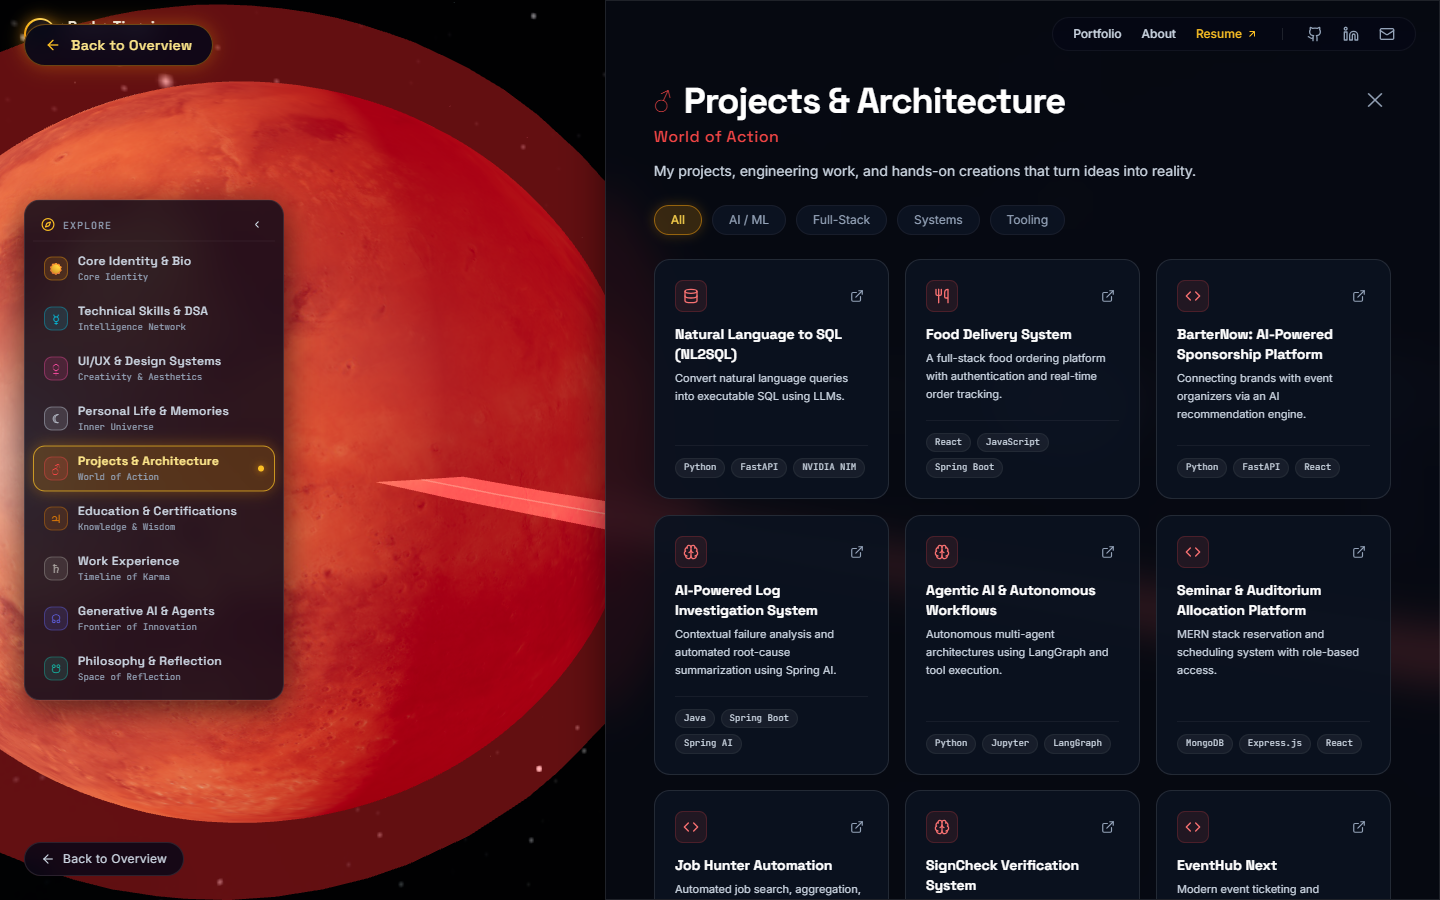 Back to Overview
Portfolio
About
Resume
Projects & Architecture
World of Action
My projects, engineering work, and hands-on creations that turn ideas into reality.
All
AI / ML
Full-Stack
Systems
Tooling
EXPLORE
Core Identity & Bio
Core Identity
Technical Skills & DSA
Intelligence Network
UI/UX & Design Systems
Creativity & Aesthetics
Personal Life & Memories
Inner Universe
Projects & Architecture
World of Action
Education & Certifications
Knowledge & Wisdom
Work Experience
Timeline of Karma
Generative AI & Agents
Frontier of Innovation
Philosophy & Reflection
Space of Reflection
Back to Overview
Natural Language to SQL
(NL2SQL)
Convert natural language queries
into executable SQL using LLMs.
Python
FastAPI
NVIDIA NIM
Food Delivery System
A full-stack food ordering platform
with authentication and real-time
order tracking.
React
JavaScript
Spring Boot
BarterNow: AI-Powered
Sponsorship Platform
Connecting brands with event
organizers via an AI
recommendation engine.
Python
FastAPI
React
AI-Powered Log
Investigation System
Contextual failure analysis and
automated root-cause
summarization using Spring AI.
Java
Spring Boot
Spring AI
Agentic AI & Autonomous
Workflows
Autonomous multi-agent
architectures using LangGraph and
tool execution.
Python
Jupyter
LangGraph
Seminar & Auditorium
Allocation Platform
MERN stack reservation and
scheduling system with role-based
access.
MongoDB
Express.js
React
Job Hunter Automation
Automated job search, aggregation,
SignCheck Verification
System
EventHub Next
Modern event ticketing and